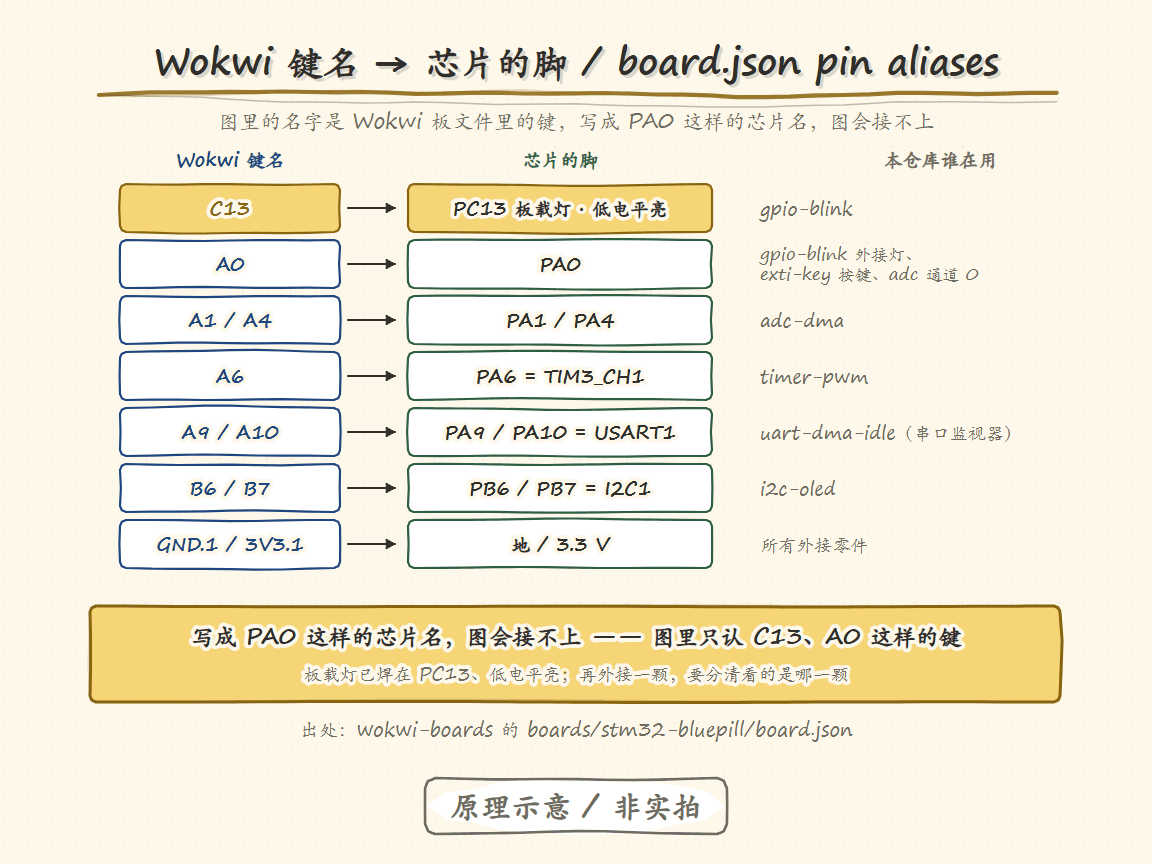 Wokwi 键名 → 芯片的脚 / board.json pin aliases
图里的名字是 Wokwi 板文件里的键，写成 PA0 这样的芯片名，图会接不上
Wokwi 键名 芯片的脚 本仓库谁在用
C13 → PC13 板载灯 · 低电平亮 gpio-blink
A0 → PA0 gpio-blink 外接灯、
exti-key 按键、adc 通道 0
A1 / A4 → PA1 / PA4 adc-dma
A6 → PA6 = TIM3_CH1 timer-pwm
A9 / A10 → PA9 / PA10 = USART1 uart-dma-idle（串口监视器）
B6 / B7 → PB6 / PB7 = I2C1 i2c-oled
GND.1 / 3V3.1 → 地 / 3.3 V 所有外接零件
写成 PA0 这样的芯片名，图会接不上 —— 图里只认 C13、A0 这样的键
板载灯已焊在 PC13、低电平亮；再外接一颗，要分清看的是哪一颗
出处：wokwi-boards 的 boards/stm32-bluepill/board.json
原理示意 / 非实拍